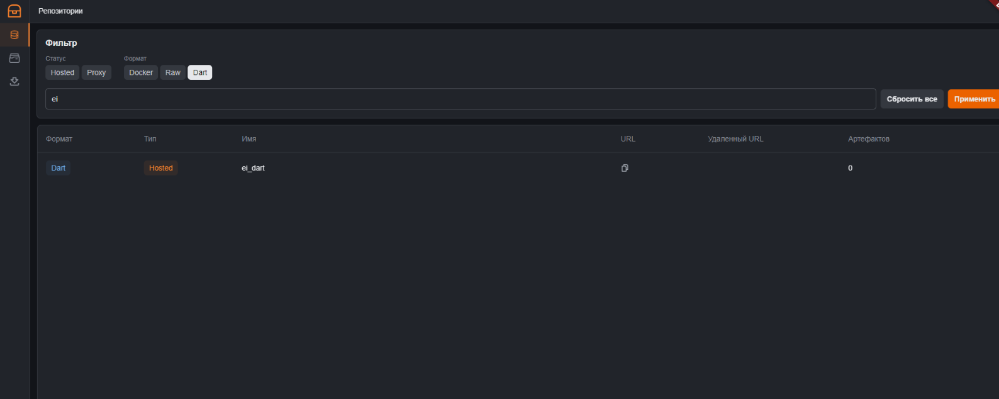 Репозитории
Фильтр
Статус Формат
Hosted Proxy Docker Raw Dart
ei Сбросить все Применить
Формат Тип Имя URL Удаленный URL Артефактов
Dart Hosted ei_dart 0